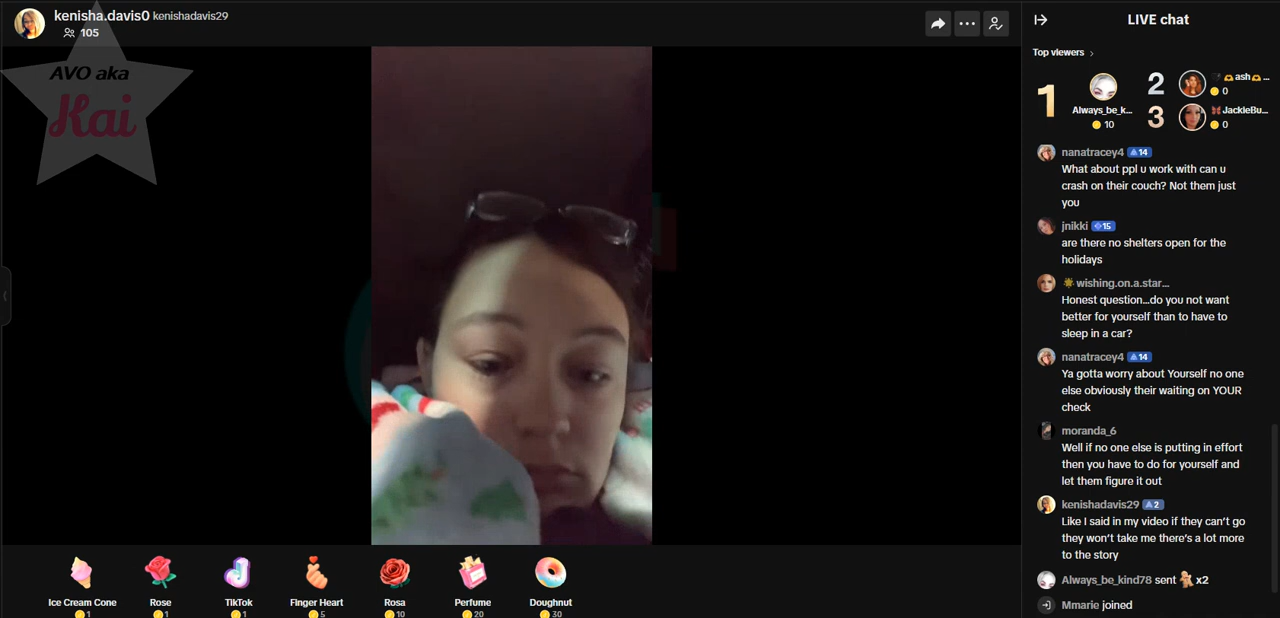 kenisha.davis0 kenishadavis29
105
AVO aka
Kai
LIVE chat
Top viewers
1
Always_be_k...
10
2
ash
...
0
3
JackieBu...
0
nanatracey4 14
What about ppl u work with can u
crash on their couch? Not them just
you
jnikki 15
are there no shelters open for the
holidays
wishing.on.a.star...
Honest question...do you not want
better for yourself than to have to
sleep in a car?
nanatracey4 14
Ya gotta worry about Yourself no one
else obviously their waiting on YOUR
check
moranda_6
Well if no one else is putting in effort
then you have to do for yourself and
let them figure it out
kenishadavis29 2
Like I said in my video if they can't go
they won't take me there's a lot more
to the story
Always_be_kind78 sent x2
Mmarie joined
Ice Cream Cone
1
Rose
1
TikTok
1
Finger Heart
5
Rosa
10
Perfume
20
Doughnut
30